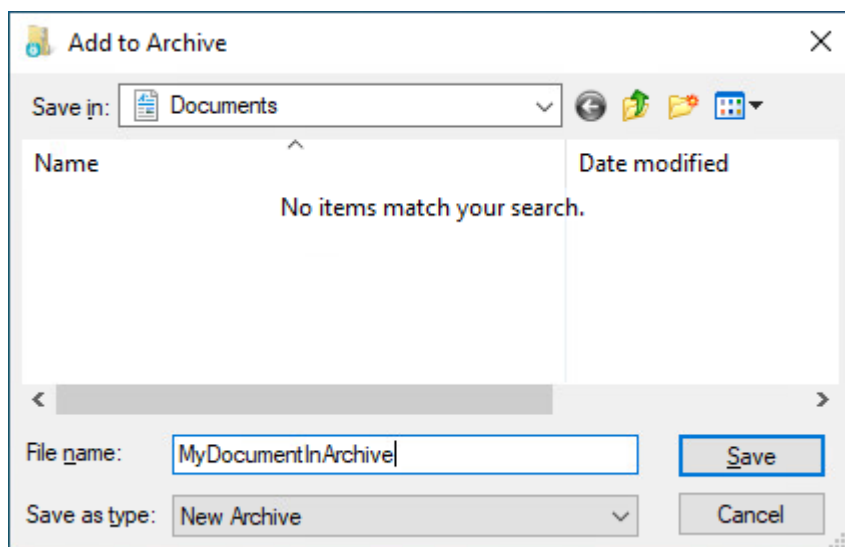 Add to Archive
Save in: Documents
Name Date modified
No items match your search.
File name: MyDocumentInArchive Save
Save as type: New Archive Cancel